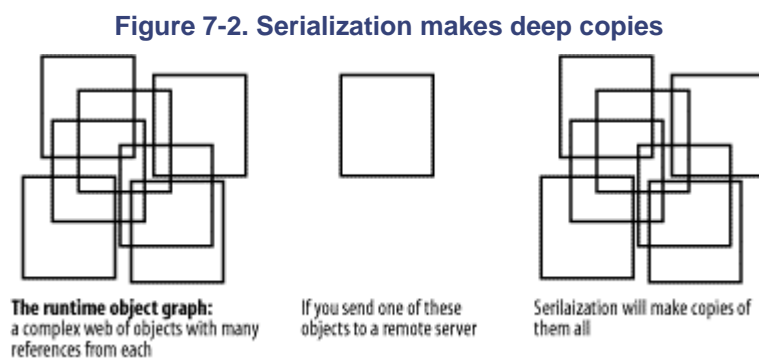 Figure 7-2. Serialization makes deep copies
The runtime object graph:
a complex web of objects with many
references from each
If you send one of these
objects to a remote server
Serilaization will make copies of
them all